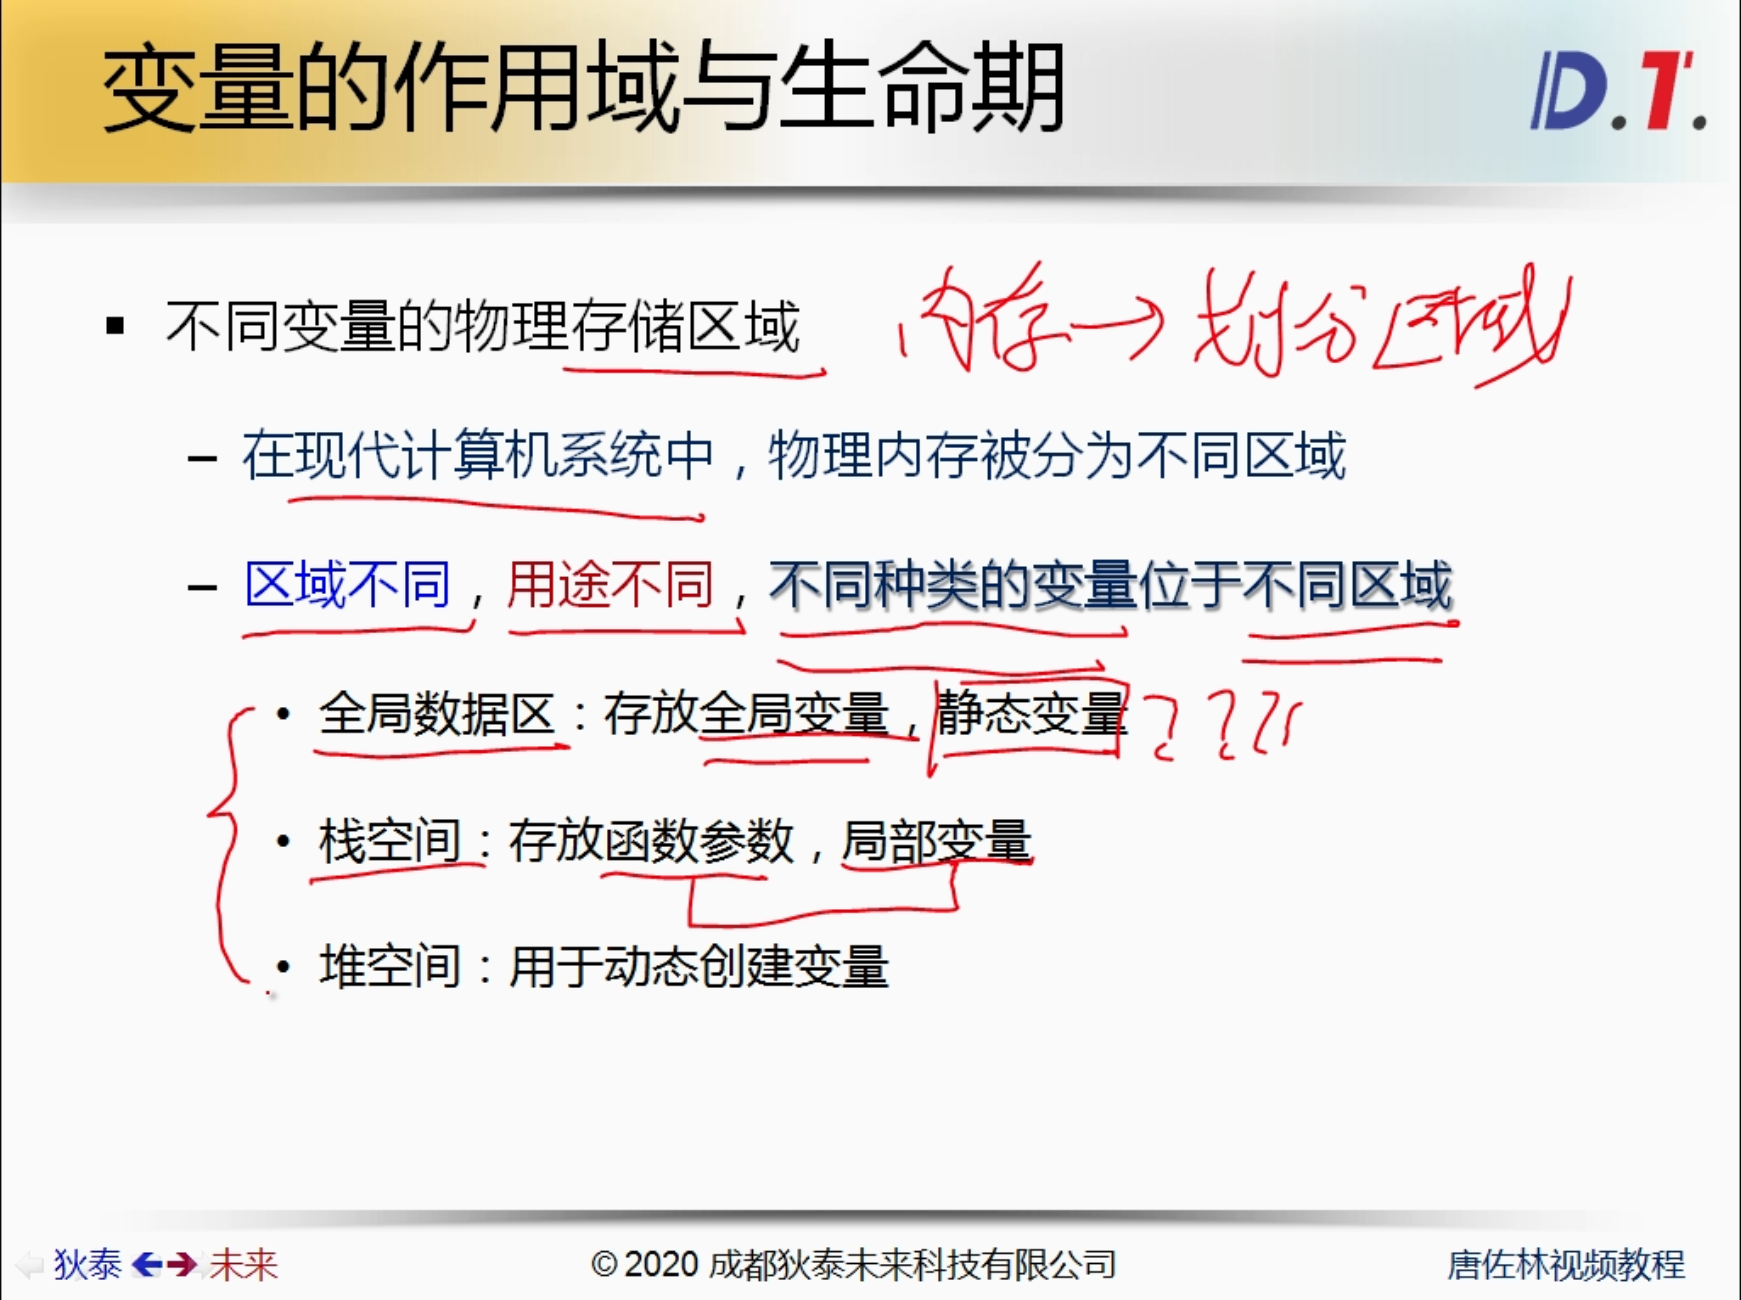 变量的作用域与生命期
D.T.
不同变量的物理存储区域 内存→划分区域
在现代计算机系统中，物理内存被分为不同区域
区域不同，用途不同，不同种类的变量位于不同区域
全局数据区：存放全局变量，静态变量 ???
栈空间：存放函数参数，局部变量
堆空间：用于动态创建变量
狄泰 未来 © 2020 成都狄泰未来科技有限公司 唐佐林视频教程